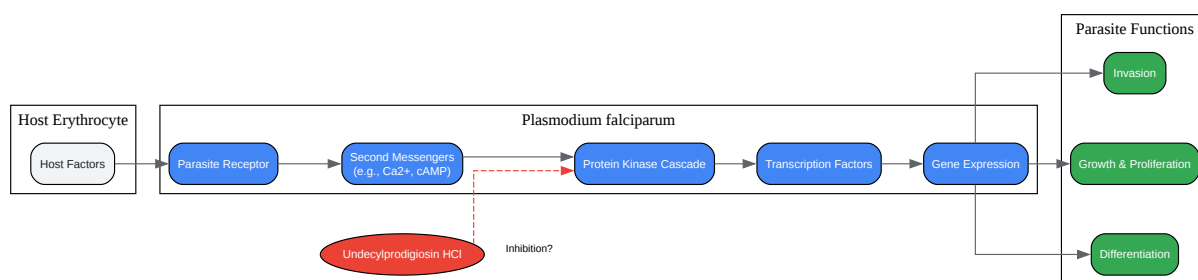 Parasite Functions
Invasion
Host Erythrocyte
Plasmodium falciparum
Host Factors
Parasite Receptor
Second Messengers
(e.g., Ca2+, cAMP)
Protein Kinase Cascade
Transcription Factors
Gene Expression
Growth & Proliferation
Undecylprodigiosin HCl
Inhibition?
Differentiation